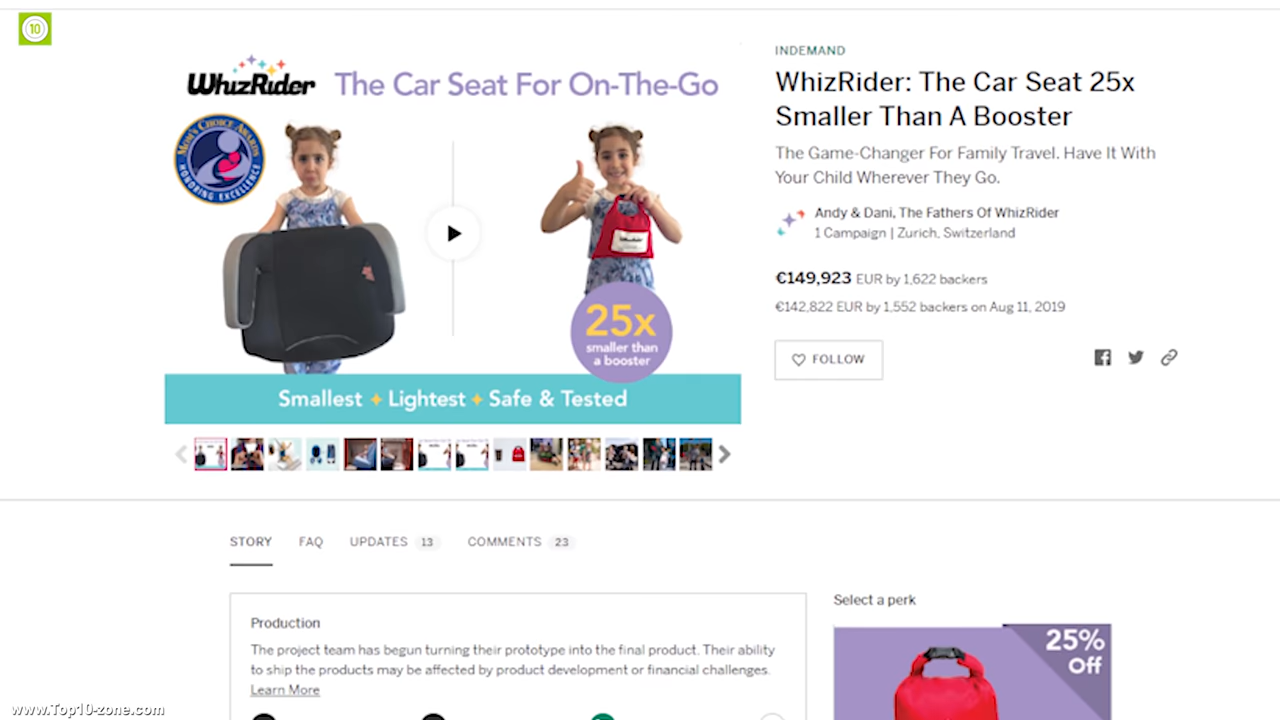 10
INDEMAND
WhizRider The Car Seat For On-The-Go
WhizRider: The Car Seat 25x
Smaller Than A Booster
MOM'S CHOICE AWARDS
HONORING EXCELLENCE
The Game-Changer For Family Travel. Have It With
Your Child Wherever They Go.
Andy & Dani, The Fathers Of WhizRider
1 Campaign | Zurich, Switzerland
WhizRider
€149,923 EUR by 1,622 backers
€142,822 EUR by 1,552 backers on Aug 11, 2019
25x
smaller than
a booster
FOLLOW
Smallest + Lightest + Safe & Tested
STORY FAQ UPDATES 13 COMMENTS 23
Select a perk
Production
The project team has begun turning their prototype into the final product. Their ability
to ship the products may be affected by product development or financial challenges.
Learn More
25%
Off
www.Top10-zone.com